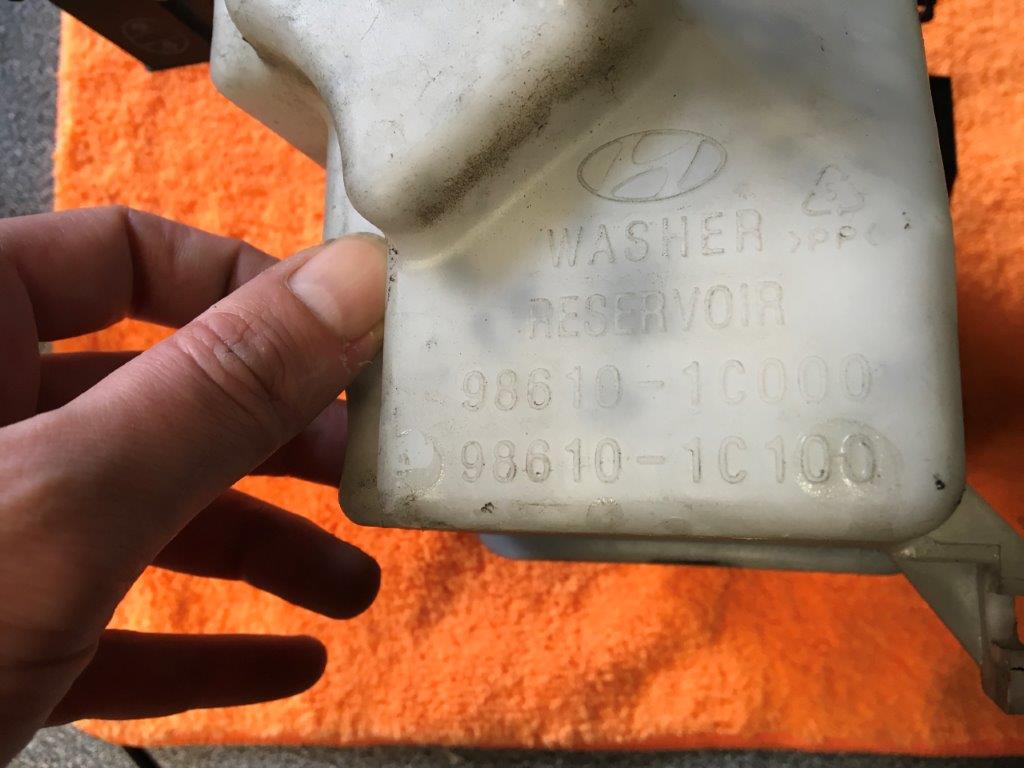 WASHER
>PP<
RESERVOIR
98610-1C000
98610-1C100